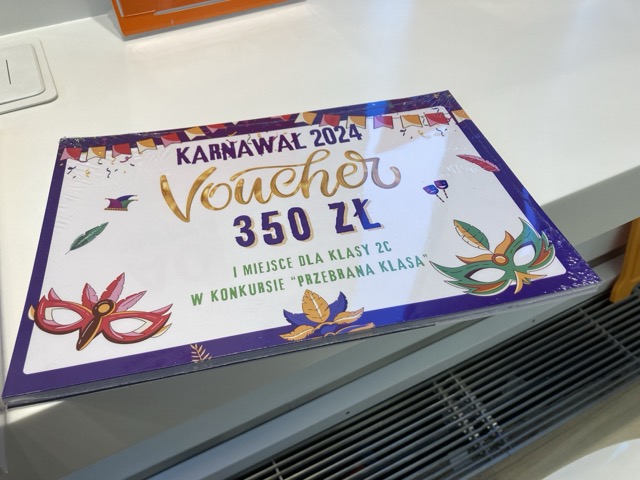 KARNAWAŁ 2024
Voucher
350 ZŁ
I MIEJSCE DLA KLASY 2C
W KONKURSIE "PRZEBRANA KLASA"